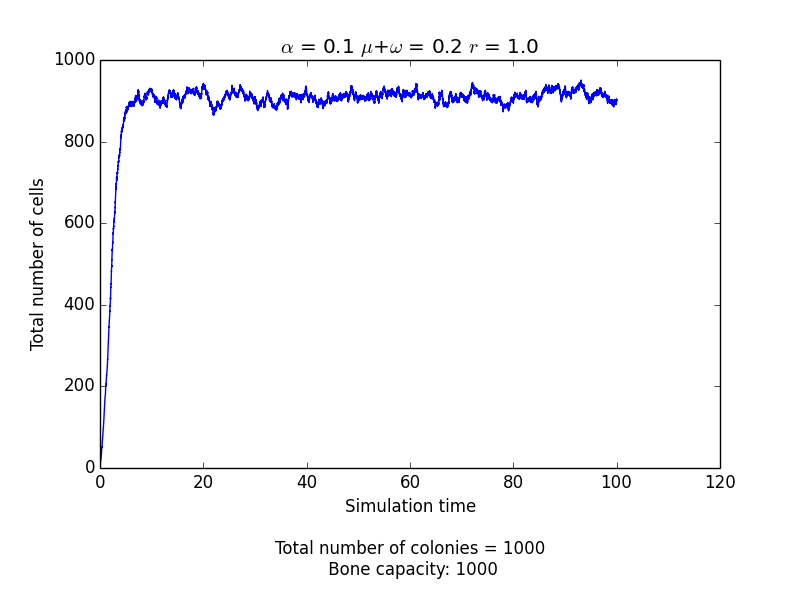 α = 0.1 μ+ω = 0.2 r = 1.0
1000
800
600
400
200
0
Total number of cells
0 20 40 60 80 100 120
Simulation time
Total number of colonies = 1000
Bone capacity: 1000